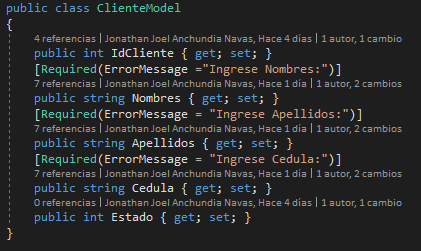 public class ClienteModel
{
4 referencias | Jonathan Joel Anchundia Navas, Hace 4 días | 1 autor, 1 cambio
public int IdCliente { get; set; }
[Required(ErrorMessage ="Ingrese Nombres:")]
7 referencias | Jonathan Joel Anchundia Navas, Hace 1 día | 1 autor, 2 cambios
public string Nombres { get; set; }
[Required(ErrorMessage = "Ingrese Apellidos:")]
7 referencias | Jonathan Joel Anchundia Navas, Hace 1 día | 1 autor, 2 cambios
public string Apellidos { get; set; }
[Required(ErrorMessage = "Ingrese Cedula:")]
7 referencias | Jonathan Joel Anchundia Navas, Hace 1 día | 1 autor, 2 cambios
public string Cedula { get; set; }
0 referencias | Jonathan Joel Anchundia Navas, Hace 4 días | 1 autor, 1 cambio
public int Estado { get; set; }
}